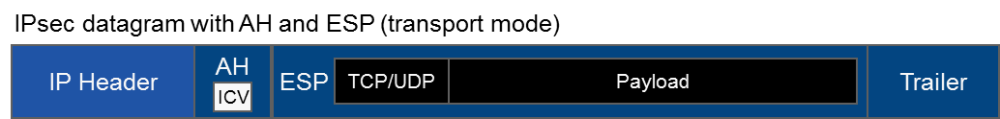 IPsec datagram with AH and ESP (transport mode)
IP Header
AH
ICV
ESP
TCP/UDP
Payload
Trailer